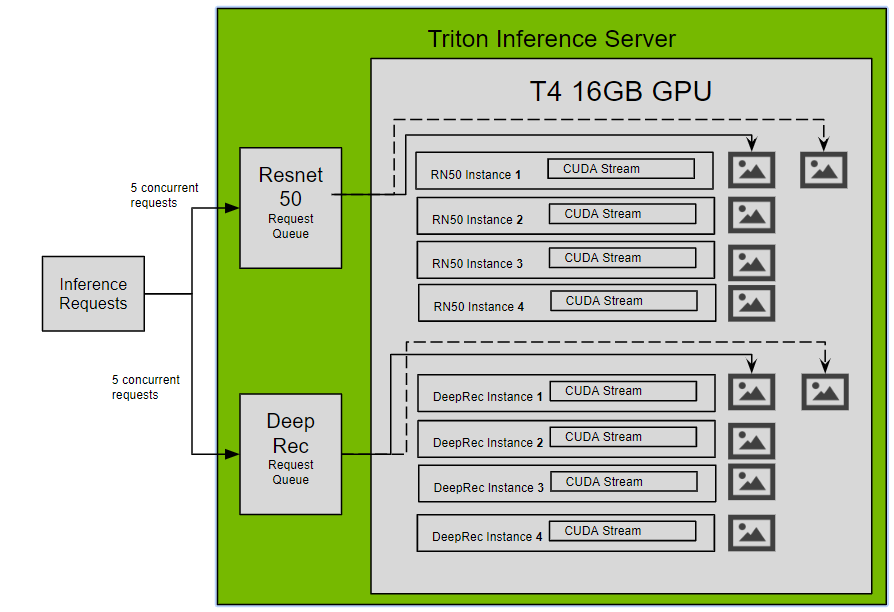 Triton Inference Server
T4 16GB GPU
5 concurrent
requests
Resnet
50
Request
Queue
RN50 Instance 1
CUDA Stream
RN50 Instance 2
CUDA Stream
RN50 Instance 3
CUDA Stream
RN50 Instance 4
CUDA Stream
Inference
Requests
5 concurrent
requests
Deep
Rec
Request
Queue
DeepRec Instance 1
CUDA Stream
DeepRec Instance 2
CUDA Stream
DeepRec Instance 3
CUDA Stream
DeepRec Instance 4
CUDA Stream